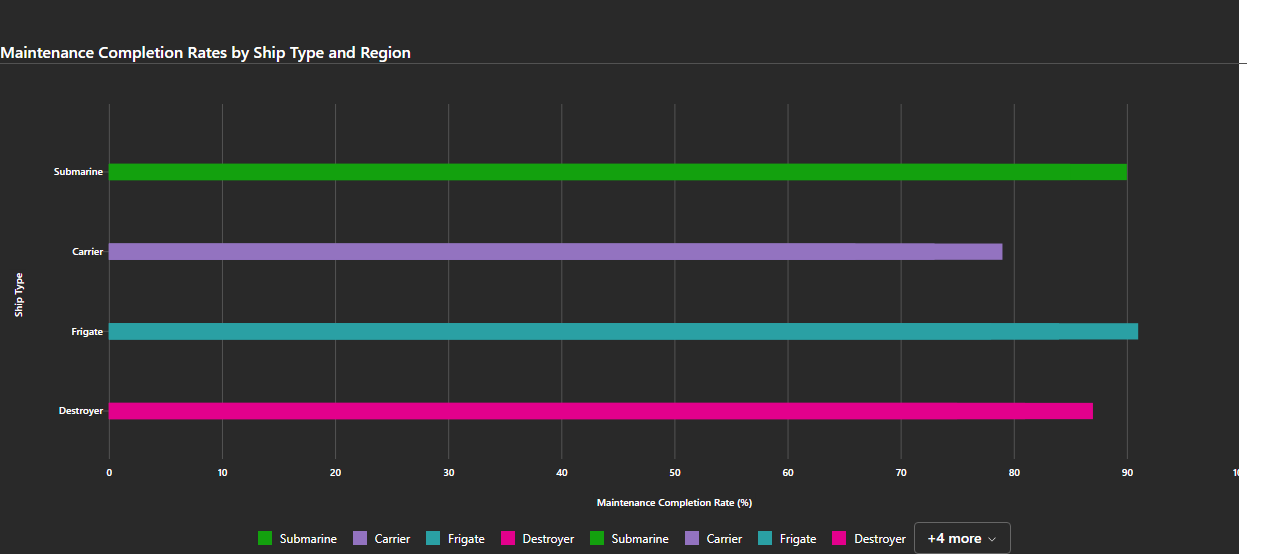 Maintenance Completion Rates by Ship Type and Region
Submarine
Carrier
Frigate
Destroyer
Ship Type
0 10 20 30 40 50 60 70 80 90 10
Maintenance Completion Rate (%)
Submarine Carrier Frigate Destroyer Submarine Carrier Frigate Destroyer +4 more